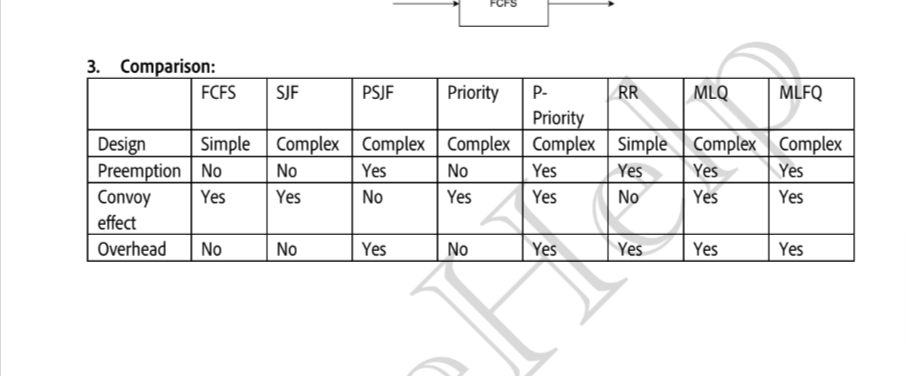 FCFS
3. Comparison:
FCFS SJF PSJF Priority P- RR MLQ MLFQ
Priority
Design Simple Complex Complex Complex Complex Simple Complex Complex
Preemption No No Yes No Yes Yes Yes Yes
Convoy Yes Yes No Yes Yes No Yes Yes
effect
Overhead No No Yes No Yes Yes Yes Yes
eHelp